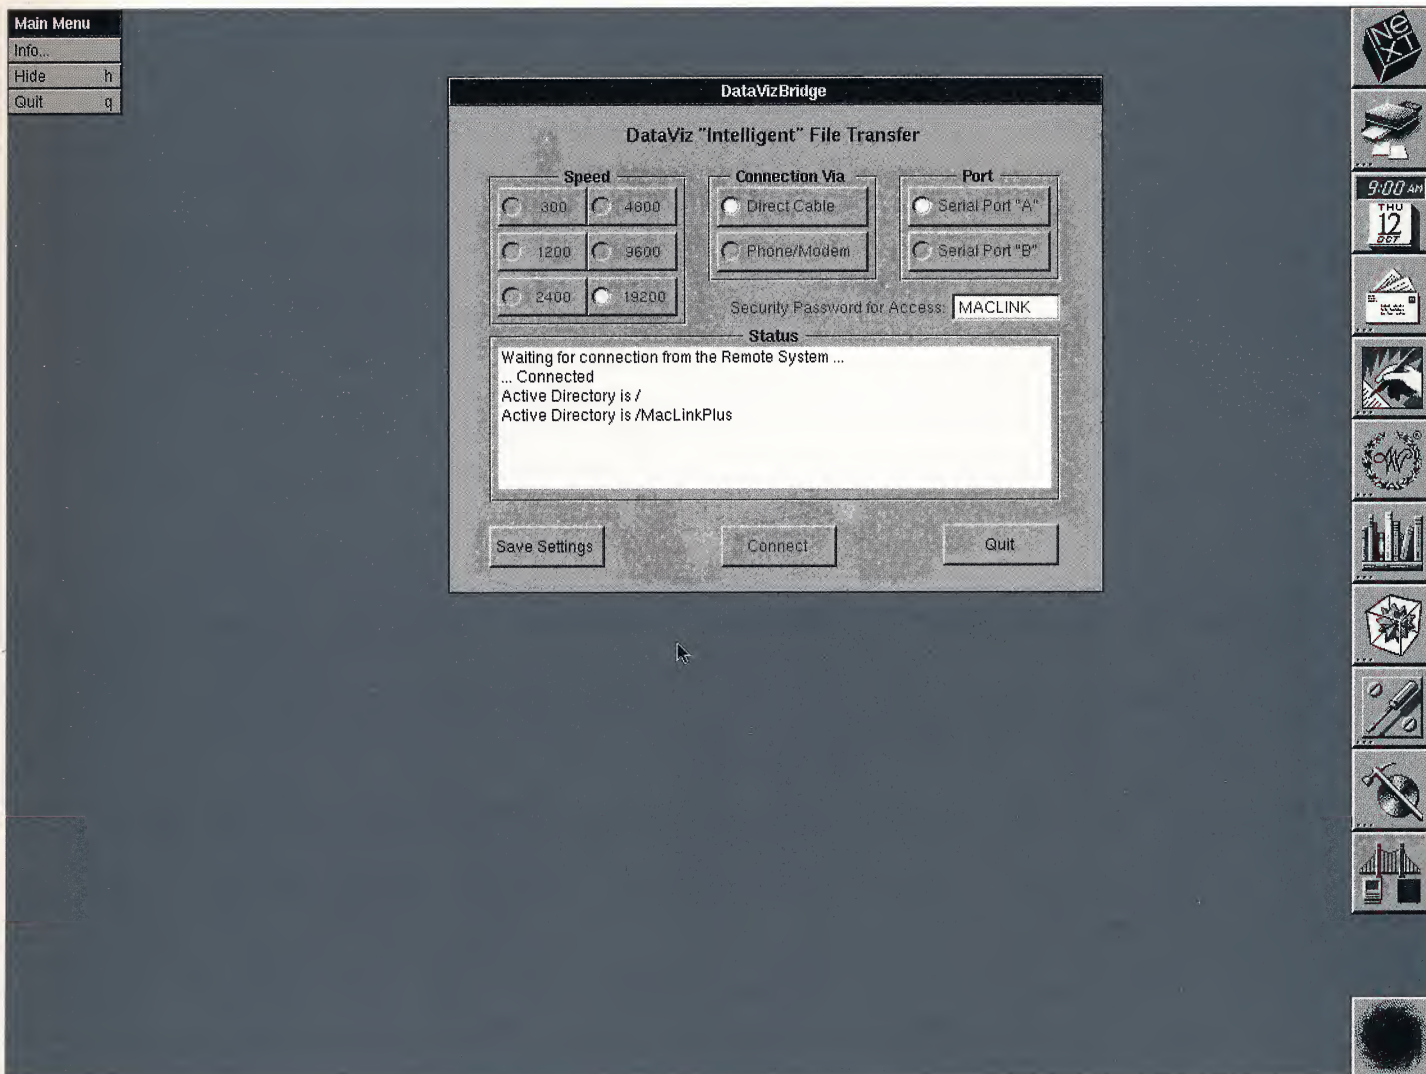 Main Menu
Info...
Hide h
Quit q
DataVizBridge
DataViz "Intelligent" File Transfer
Speed
300 4800
1200 9600
2400 19200
Connection Via
Direct Cable
Phone/Modem
Port
Serial Port "A"
Serial Port "B"
Security Password for Access: MACLINK
Status
Waiting for connection from the Remote System ...
... Connected
Active Directory is /
Active Directory is /MacLinkPlus
Save Settings
Connect
Quit
NeXT
9:00 AM
THU
12
OCT
W